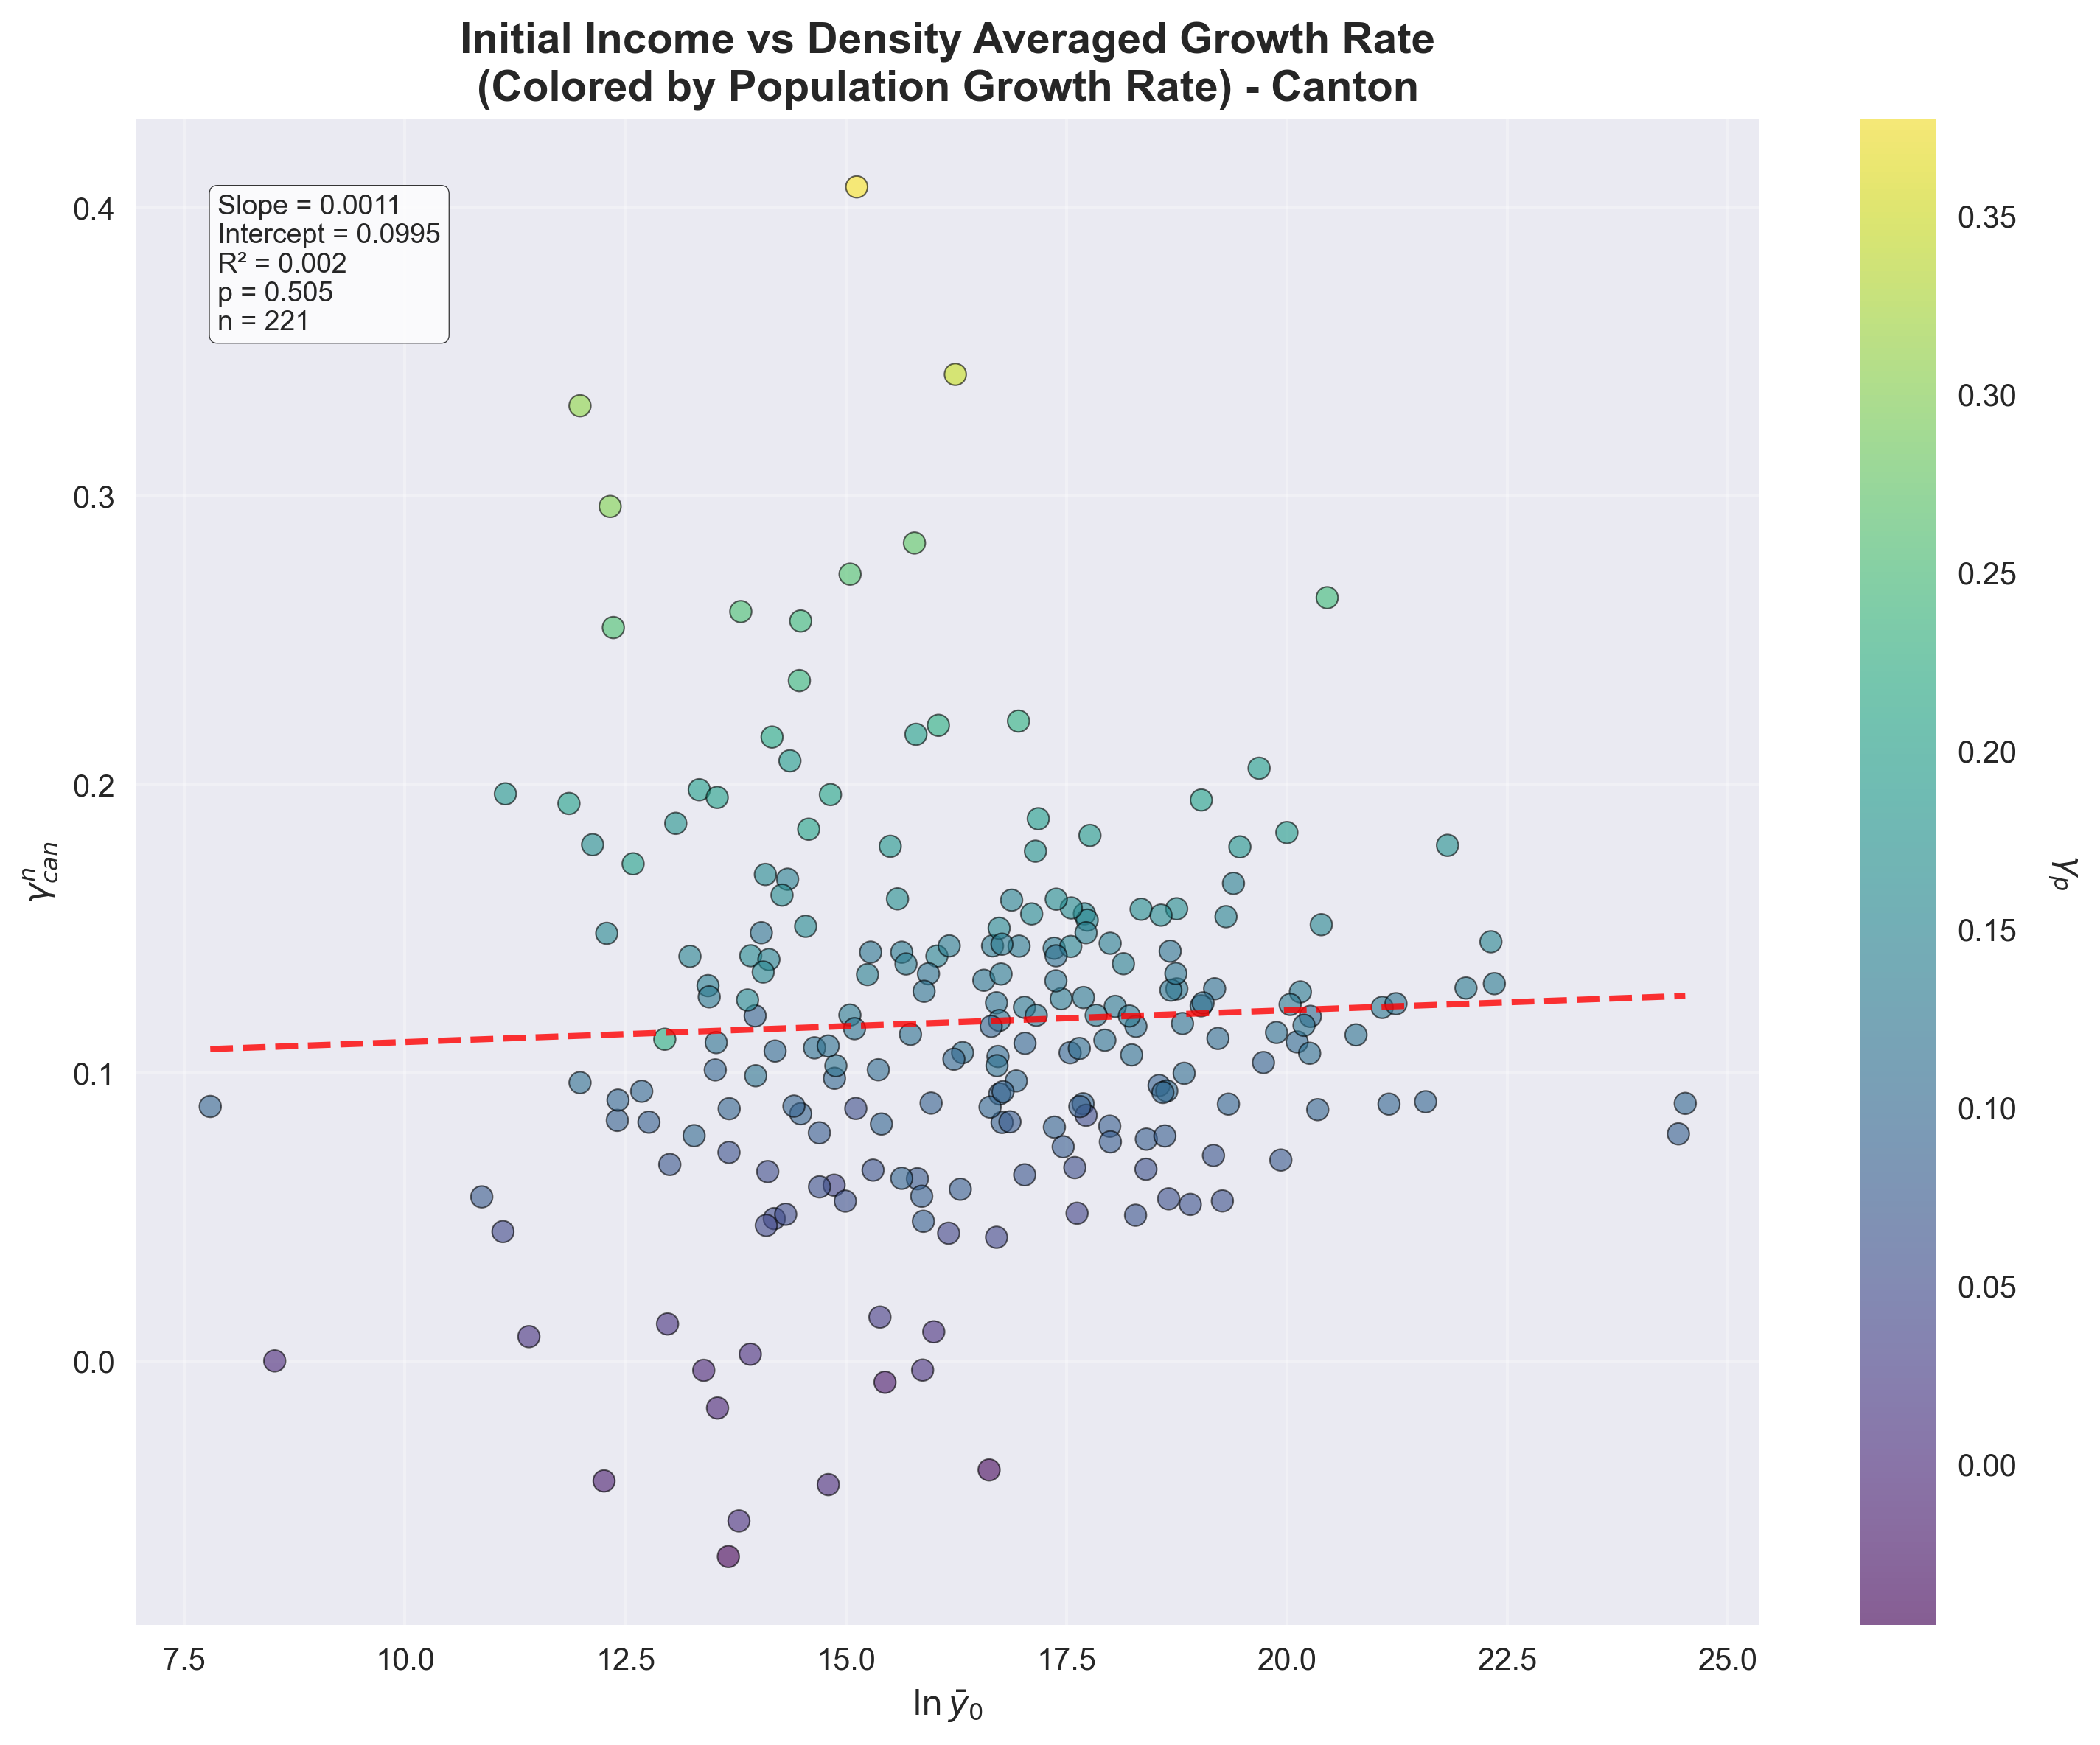 Initial Income vs Density Averaged Growth Rate
(Colored by Population Growth Rate) - Canton
Slope = 0.0011
Intercept = 0.0995
R² = 0.002
p = 0.505
n = 221
0.4
0.3
0.2
0.1
0.0
γⁿ_can
7.5 10.0 12.5 15.0 17.5 20.0 22.5 25.0
ln ȳ₀
0.35
0.30
0.25
0.20
0.15
0.10
0.05
0.00
γₚ